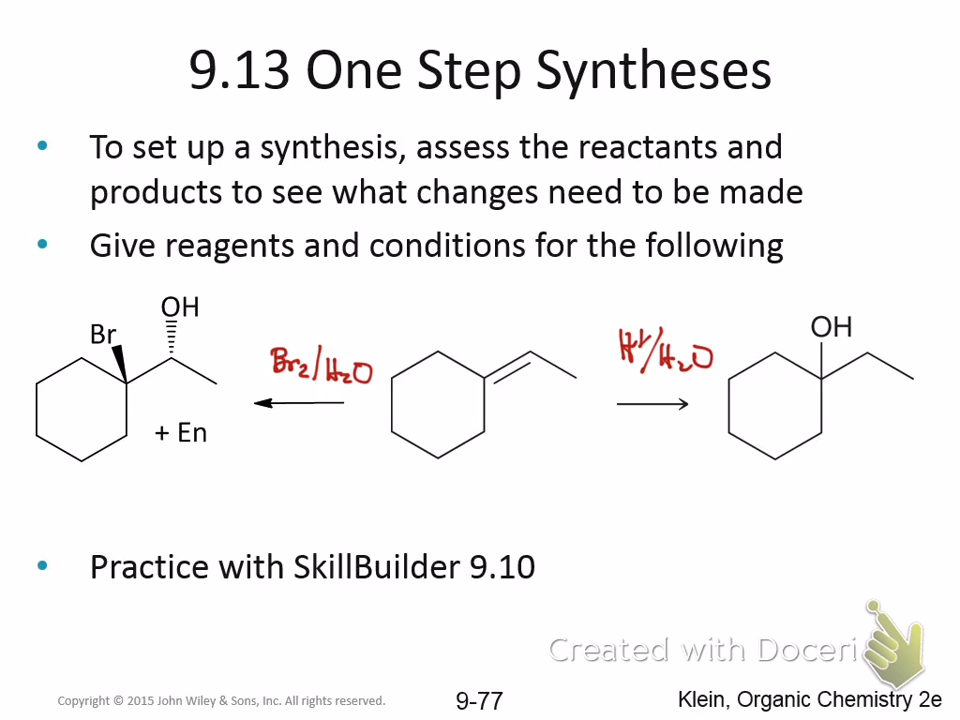 9.13 One Step Syntheses
• To set up a synthesis, assess the reactants and
products to see what changes need to be made
• Give reagents and conditions for the following
OH
Br
+ En
Br2/H2O
H+/H2O
OH
• Practice with SkillBuilder 9.10
Created with Doceri
Copyright © 2015 John Wiley & Sons, Inc. All rights reserved.
9-77
Klein, Organic Chemistry 2e